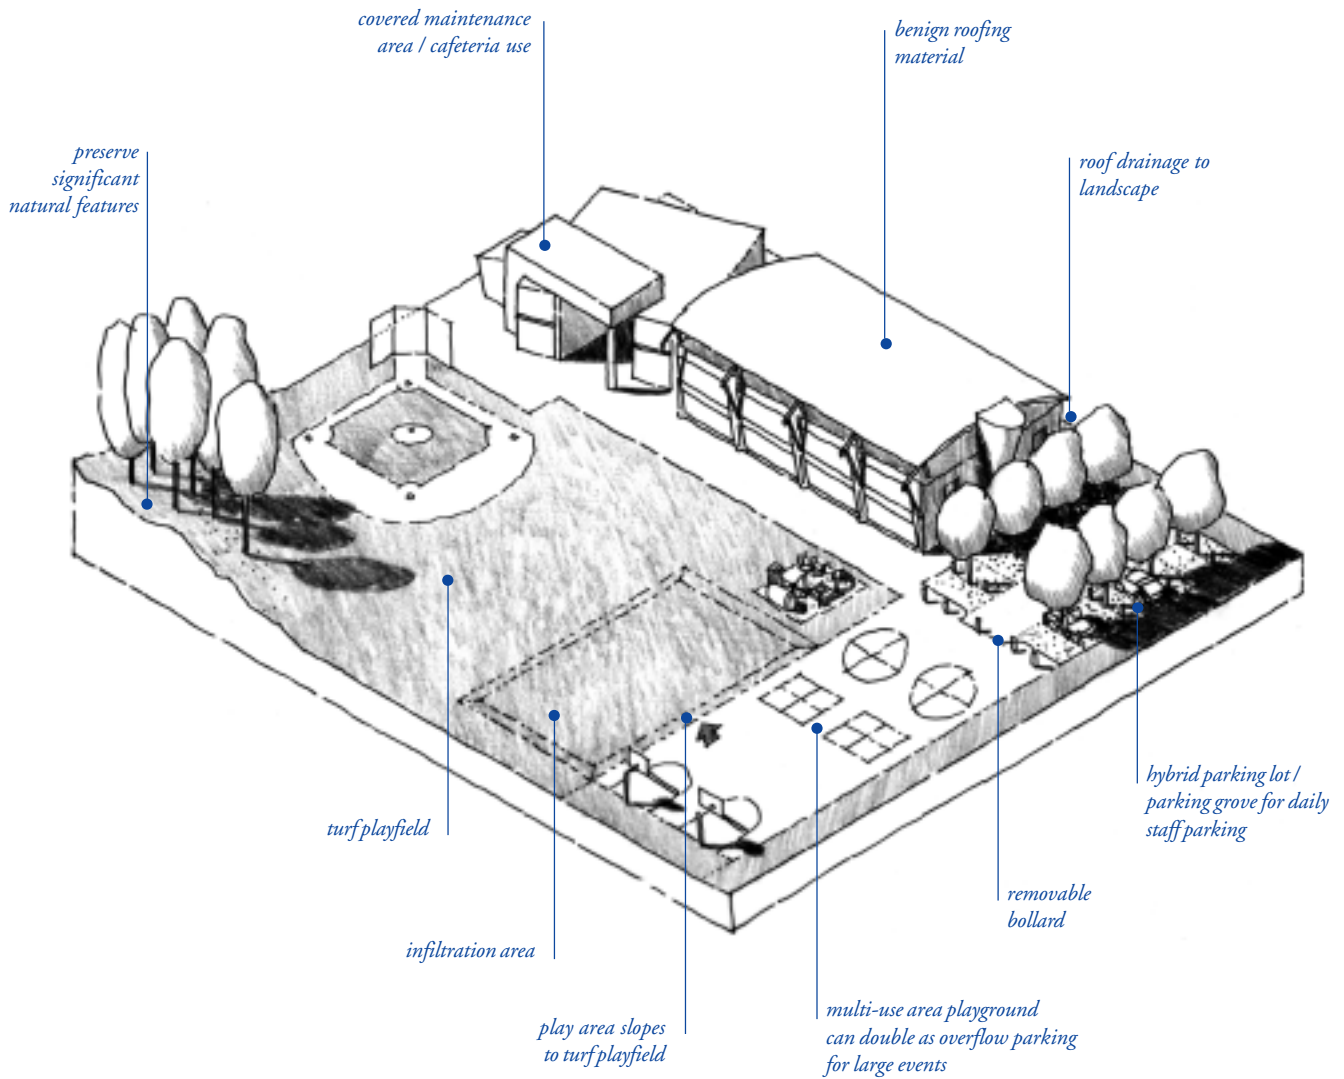 covered maintenance
area / cafeteria use
benign roofing
material
preserve
significant
natural features
roof drainage to
landscape
hybrid parking lot /
parking grove for daily
staff parking
turf playfield
removable
bollard
infiltration area
play area slopes
to turf playfield
multi-use area playground
can double as overflow parking
for large events